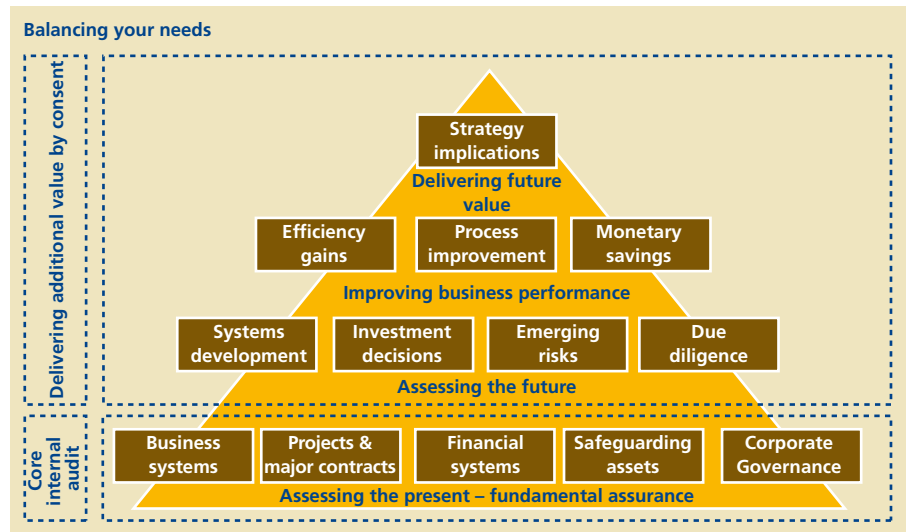 Balancing your needs
Delivering additional value by consent
Strategy
implications
Delivering future
value
Efficiency
gains
Process
improvement
Monetary
savings
Improving business performance
Systems
development
Investment
decisions
Emerging
risks
Due
diligence
Assessing the future
Core
internal
audit
Business
systems
Projects &
major contracts
Financial
systems
Safeguarding
assets
Corporate
Governance
Assessing the present – fundamental assurance